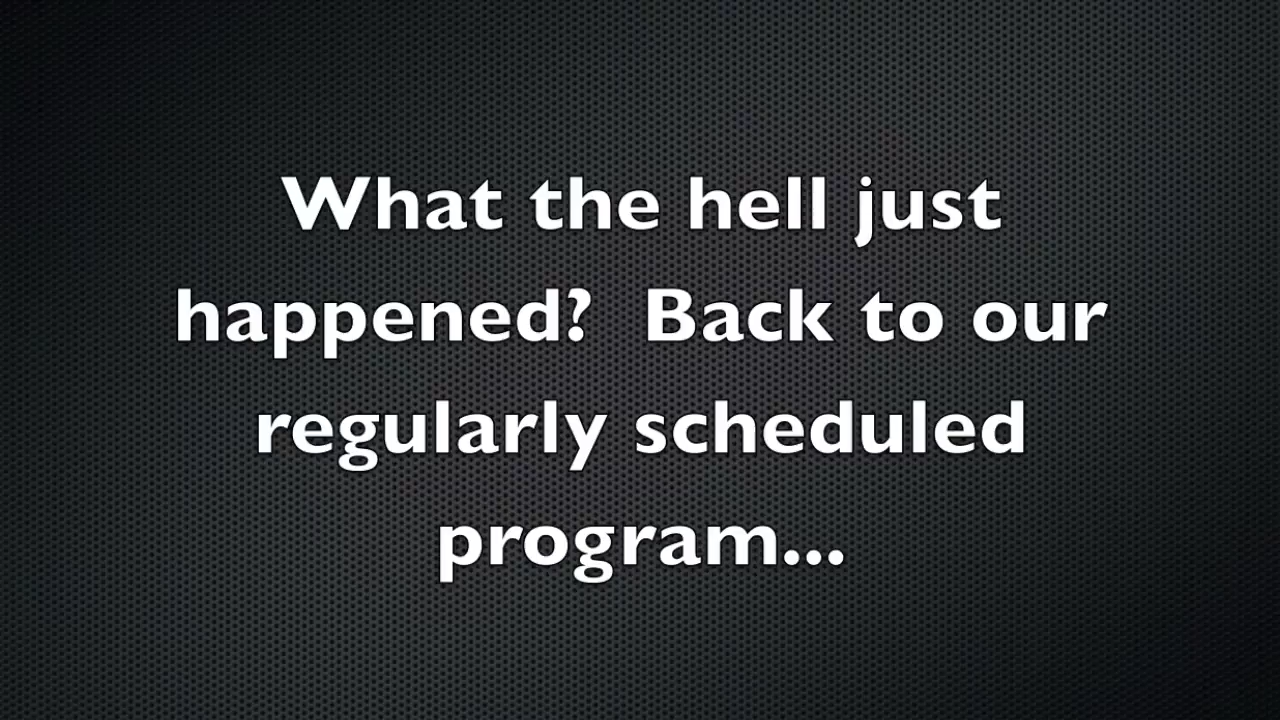 What the hell just
happened?  Back to our
regularly scheduled
program...